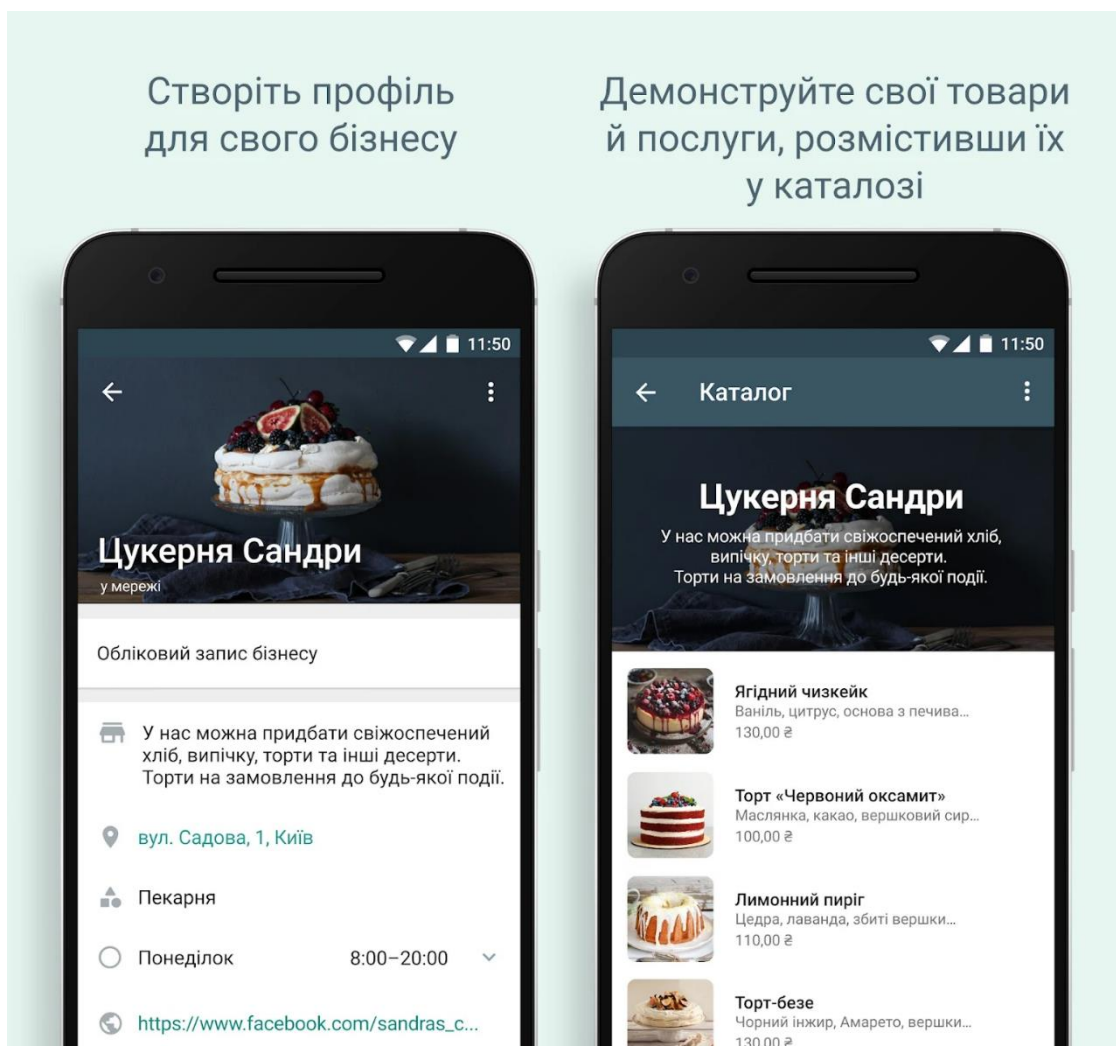 Створіть профіль
для свого бізнесу
11:50
Цукерня Сандри
у мережі
Обліковий запис бізнесу
У нас можна придбати свіжоспечений
хліб, випічку, торти та інші десерти.
Торти на замовлення до будь-якої події.
вул. Садова, 1, Київ
Пекарня
Понеділок 8:00–20:00
https://www.facebook.com/sandras_c...
Демонструйте свої товари
й послуги, розмістивши їх
у каталозі
11:50
Каталог
Цукерня Сандри
У нас можна придбати свіжоспечений хліб,
випічку, торти та інші десерти.
Торти на замовлення до будь-якої події.
Ягідний чизкейк
Ваніль, цитрус, основа з печива...
130,00 ₴
Торт «Червоний оксамит»
Маслянка, какао, вершковий сир...
100,00 ₴
Лимонний пиріг
Цедра, лаванда, збиті вершки...
110,00 ₴
Торт-безе
Чорний інжир, Амарето, вершки...
130,00 ₴